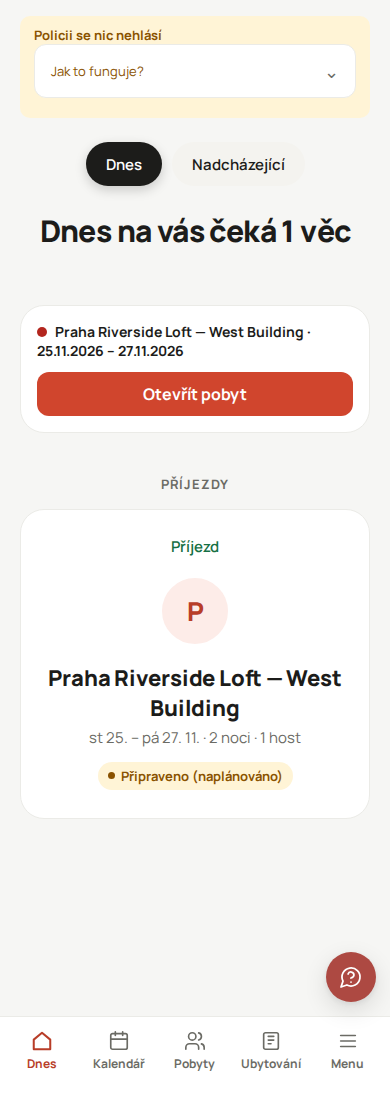 Policii se nic nehlásí
Jak to funguje?
Dnes
Nadcházející
Dnes na vás čeká 1 věc
Praha Riverside Loft — West Building ·
25.11.2026 – 27.11.2026
Otevřít pobyt
PŘÍJEZDY
Příjezd
P
Praha Riverside Loft — West
Building
st 25. – pá 27. 11. · 2 noci · 1 host
Připraveno (naplánováno)
Dnes
Kalendář
Pobyty
Ubytování
Menu